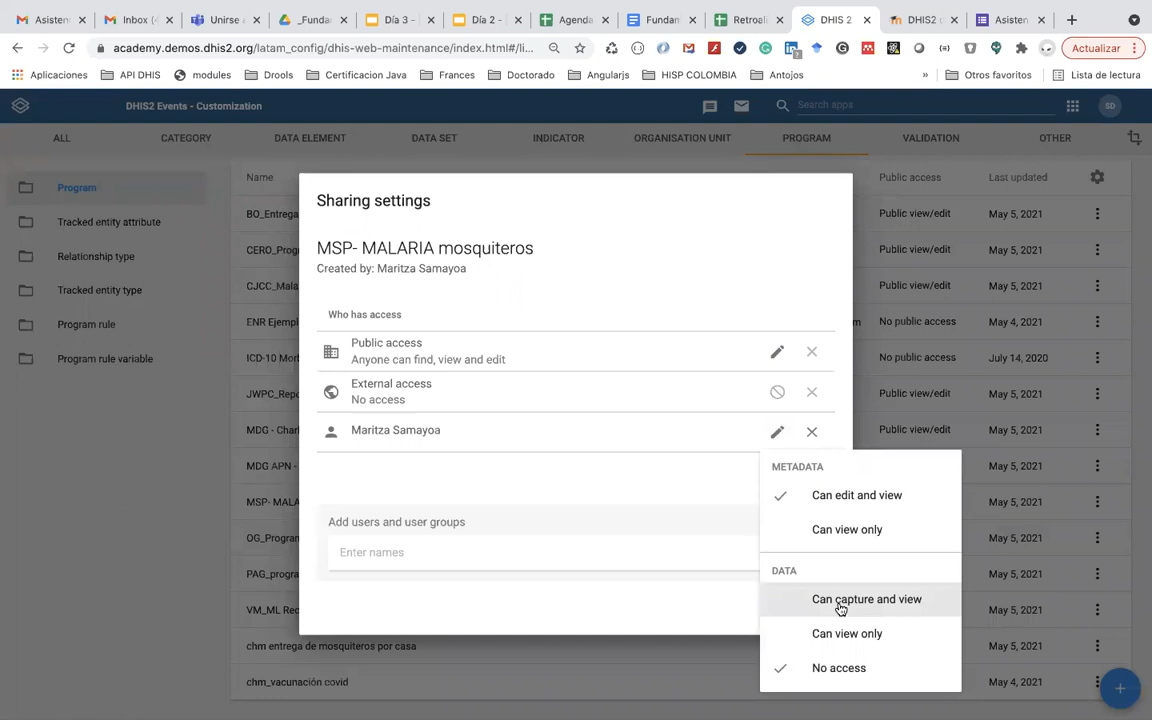 Asistent
Inbox (4
Unirse a
_Funda
Día 3 -
Día 2 -
Agenda
Fundam
Retroali
DHIS 2
DHIS2 c
Asisten
academy.demos.dhis2.org/latam_config/dhis-web-maintenance/index.html#/li...
Actualizar
Aplicaciones
API DHIS
modules
Drools
Certificacion Java
Frances
Doctorado
Angularjs
HISP COLOMBIA
Antojos
»
Otros favoritos
Lista de lectura
DHIS2 Events - Customization
Search apps
SD
ALL
CATEGORY
DATA ELEMENT
DATA SET
INDICATOR
ORGANISATION UNIT
PROGRAM
VALIDATION
OTHER
Program
Tracked entity attribute
Relationship type
Tracked entity type
Program rule
Program rule variable
Name
Public access
Last updated
BO_Entrega
Public view/edit
May 5, 2021
CERO_Prog
Public view/edit
May 5, 2021
CJCC_Mala
Public view/edit
May 5, 2021
ENR Ejempl
m
No public access
May 4, 2021
ICD-10 Mor
No public access
July 14, 2020
JWPC_Repo
Public view/edit
May 5, 2021
MDG - Charl
Public view/edit
May 5, 2021
MDG APN -
May 5, 2021
MSP- MALA
May 5, 2021
OG_Program
May 5, 2021
PAG_progra
May 5, 2021
VM_ML Rec
May 5, 2021
chm entrega de mosquiteros por casa
May 5, 2021
chm_vacunación covid
May 4, 2021
Sharing settings
MSP- MALARIA mosquiteros
Created by: Maritza Samayoa
Who has access
Public access
Anyone can find, view and edit
External access
No access
Maritza Samayoa
Add users and user groups
Enter names
METADATA
Can edit and view
Can view only
DATA
Can capture and view
Can view only
No access